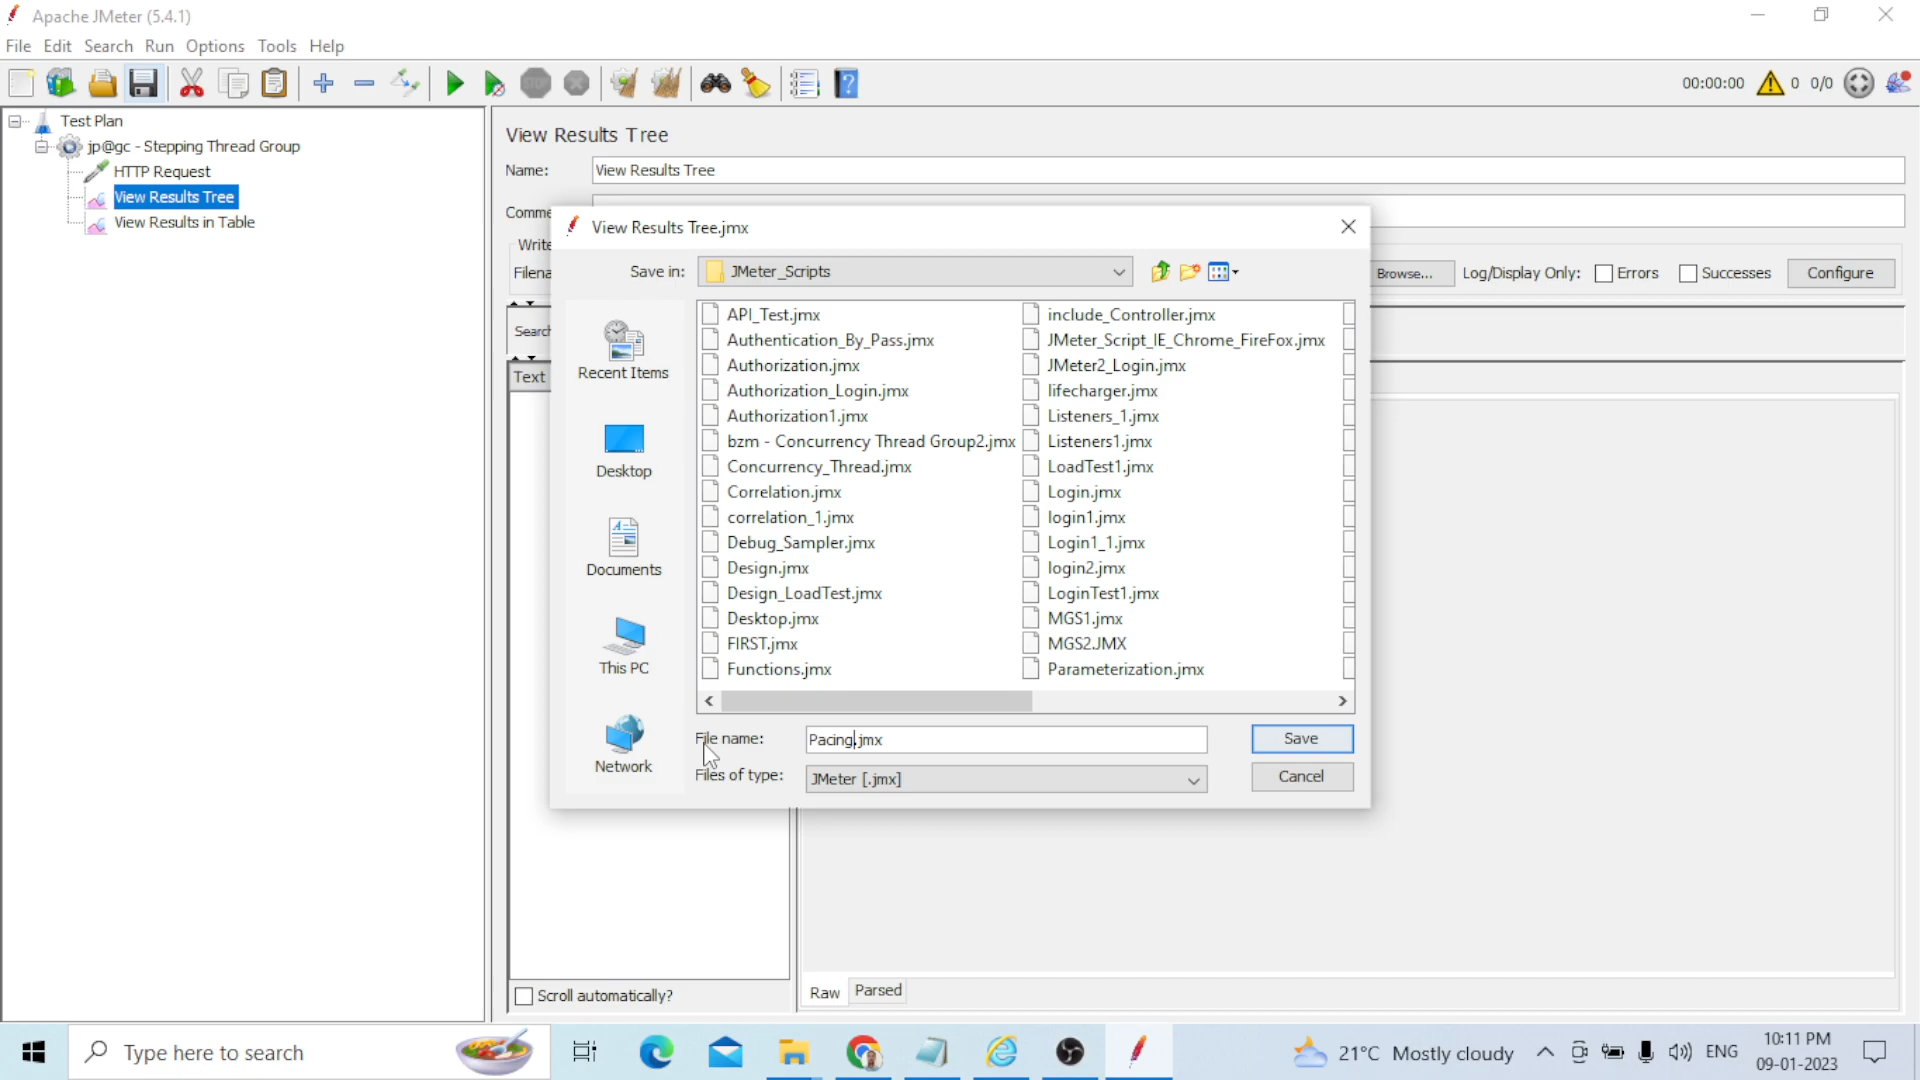 Apache JMeter (5.4.1)
File Edit Search Run Options Tools Help
00:00:00 0 0/0
Test Plan
jp@gc - Stepping Thread Group
HTTP Request
View Results Tree
View Results in Table
View Results Tree
Name: View Results Tree
Comme
Write
Filena
Browse... Log/Display Only: Errors Successes Configure
Search
Text
View Results Tree.jmx
Save in: JMeter_Scripts
Recent Items
Desktop
Documents
This PC
Network
API_Test.jmx
Authentication_By_Pass.jmx
Authorization.jmx
Authorization_Login.jmx
Authorization1.jmx
bzm - Concurrency Thread Group2.jmx
Concurrency_Thread.jmx
Correlation.jmx
correlation_1.jmx
Debug_Sampler.jmx
Design.jmx
Design_LoadTest.jmx
Desktop.jmx
FIRST.jmx
Functions.jmx
include_Controller.jmx
JMeter_Script_IE_Chrome_FireFox.jmx
JMeter2_Login.jmx
lifecharger.jmx
Listeners_1.jmx
Listeners1.jmx
LoadTest1.jmx
Login.jmx
login1.jmx
Login1_1.jmx
login2.jmx
LoginTest1.jmx
MGS1.jmx
MGS2.JMX
Parameterization.jmx
File name: Pacing.jmx Save
Files of type: JMeter [.jmx] Cancel
Scroll automatically?
Raw Parsed
Type here to search
21°C Mostly cloudy
ENG
10:11 PM
09-01-2023